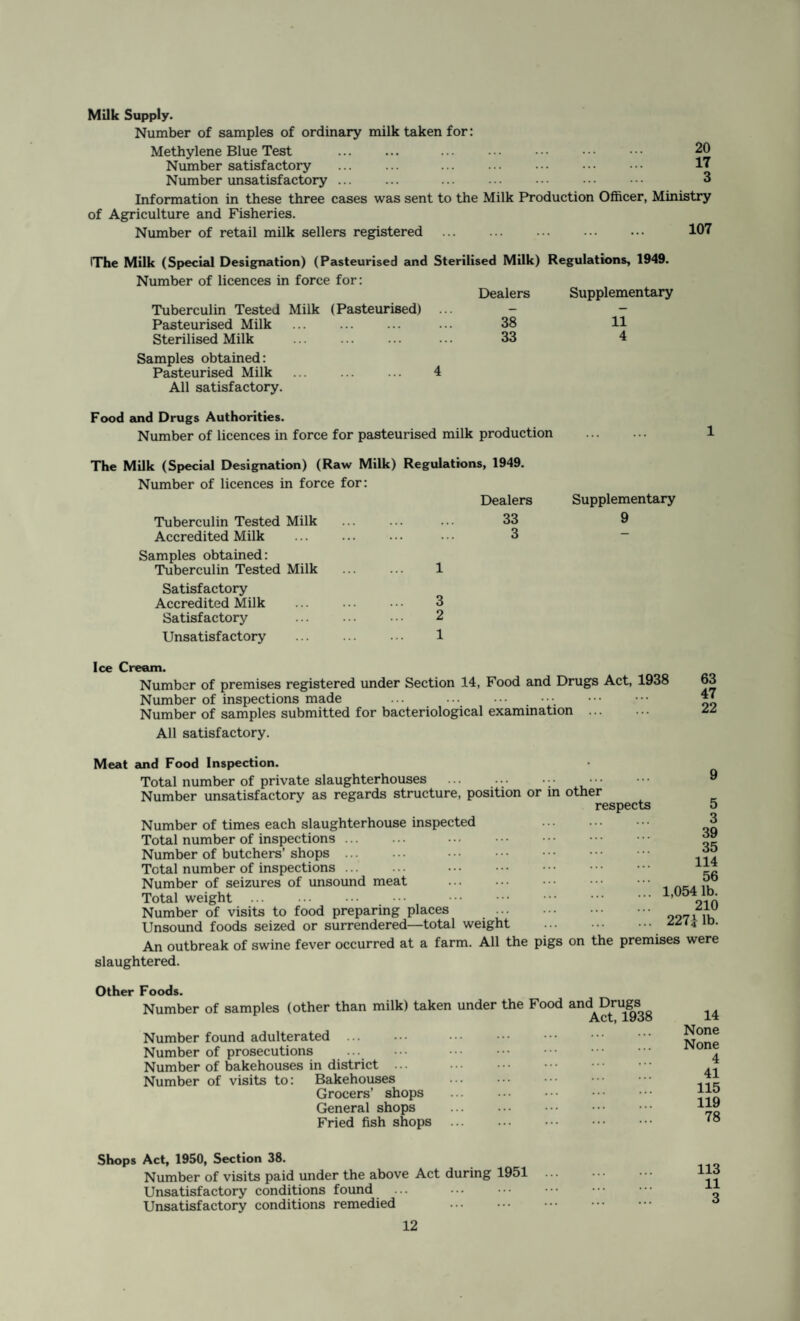 Milk Supply.
Number of samples of ordinary milk taken for:
Methylene Blue Test ... ... ... ... ... ... ... 20
Number satisfactory ... ... ... ... ... ... ... 17
Number unsatisfactory ... ... ... ... ... ... ... 3
Information in these three cases was sent to the Milk Production Officer, Ministry
of Agriculture and Fisheries.
Number of retail milk sellers registered ... ... ... ... ... 107
The Milk (Special Designation) (Pasteurised and Sterilised Milk) Regulations, 1949.
Number of licences in force for:
Dealers Supplementary
Tuberculin Tested Milk (Pasteurised) ... – –
Pasteurised Milk ... ... ... ... 38 11
Sterilised Milk ... ... ... ... 33 4
Samples obtained:
Pasteurised Milk ... ... ... 4
All satisfactory.
Food and Drugs Authorities.
Number of licences in force for pasteurised milk production ... ... 1
The Milk (Special Designation) (Raw Milk) Regulations, 1949.
Number of licences in force for:
Dealers Supplementary
Tuberculin Tested Milk ... ... ... 33 9
Accredited Milk ... ... ... ... 3 –
Samples obtained:
Tuberculin Tested Milk ... ... 1
Satisfactory
Accredited Milk ... ... ... 3
Satisfactory ... ... ... 2
Unsatisfactory ... ... ... 1
Ice Cream.
Number of premises registered under Section 14, Food and Drugs Act, 1938 63
Number of inspections made ... ... ... ... ... ... 47
Number of samples submitted for bacteriological examination ... ... 22
All satisfactory.
Meat and Food Inspection.
Total number of private slaughterhouses ... ... ... ... ... 9
Number unsatisfactory as regards structure, position or in other
respects 5
Number of times each slaughterhouse inspected ... ... ... 3
Total number of inspections ... ... ... ... ... ... ... 39
Number of butchers' shops ... ... ... ... ... ... ... 35
Total number of inspections ... ... ... ... ... ... ... 114
Number of seizures of unsound meat ... ... ... ... ... 56
Total weight ... ... ... ... ... ... ... ... ... 1,054 lb.
Number of visits to food preparing places ... ... ... ... 210
Unsound foods seized or surrendered—total weight ... ... ... 227¼ lb.
An outbreak of swine fever occurred at a farm. All the pigs on the premises were
slaughtered.
Other Foods.
Number of samples (other than milk) taken under the Food and Drugs
Act, 1938 14
Number found adulterated ... ... ... ... ... ... ... None
Number of prosecutions ... ... ... ... ... ... ... None
Number of bakehouses in district ... ... ... ... ... ... 4
Number of visits to: Bakehouses ... ... ... ... ... 41
Grocers' shops ... ... ... ... ... 115
General shops ... ... ... ... ... 119
Fried fish shops ... ... ... ... ... 78
Shops Act, 1950, Section 38.
Number of visits paid under the above Act during 1951 ... ... ... 113
Unsatisfactory conditions found ... ... ... ... ... ... 11
Unsatisfactory conditions remedied ... ... ... ... ... 3
12